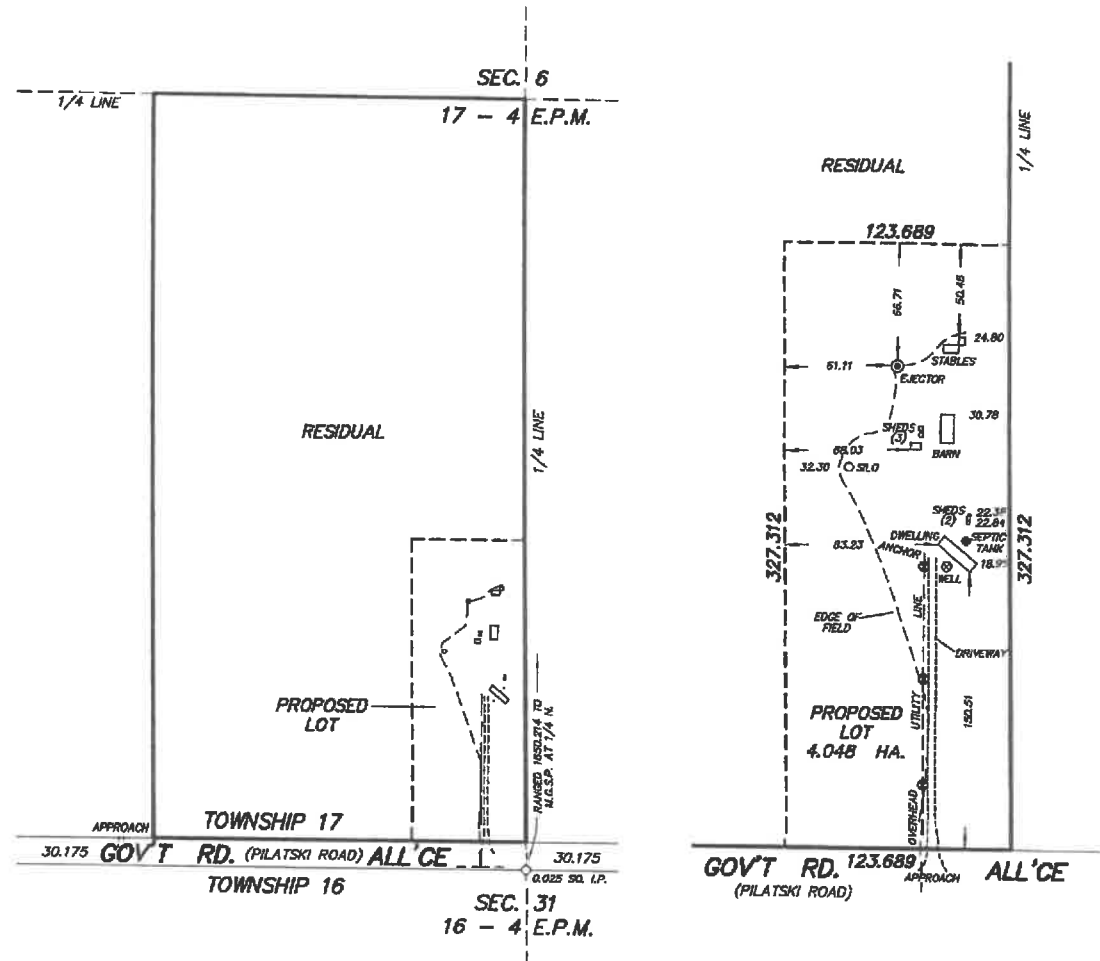 SEC. 6
1/4 LINE
17 - 4 E.P.M.
RESIDUAL
1/4 LINE
PROPOSED
LOT
RANGED 1650.214 TO
M.G.S.P. AT 1/4 N.
APPROACH
TOWNSHIP 17
30.175
GOV'T RD. (PILATSKI ROAD) ALL'CE
30.175
TOWNSHIP 16
0.025 SQ. I.P.
SEC. 31
16 - 4 E.P.M.
1/4 LINE
RESIDUAL
123.689
66.71
50.48
24.80
STABLES
61.11
EJECTOR
30.78
SHEDS
(3)
BARN
68.03
32.30
SILO
SHEDS
(2)
22.84
327.312
327.312
DWELLING
SEPTIC
TANK
83.23
ANCHOR
WELL
LINE
EDGE OF
FIELD
DRIVEWAY
UTILITY
PROPOSED
LOT
4.048 HA.
150.51
OVERHEAD
GOV'T RD.
123.689
APPROACH
ALL'CE
(PILATSKI ROAD)